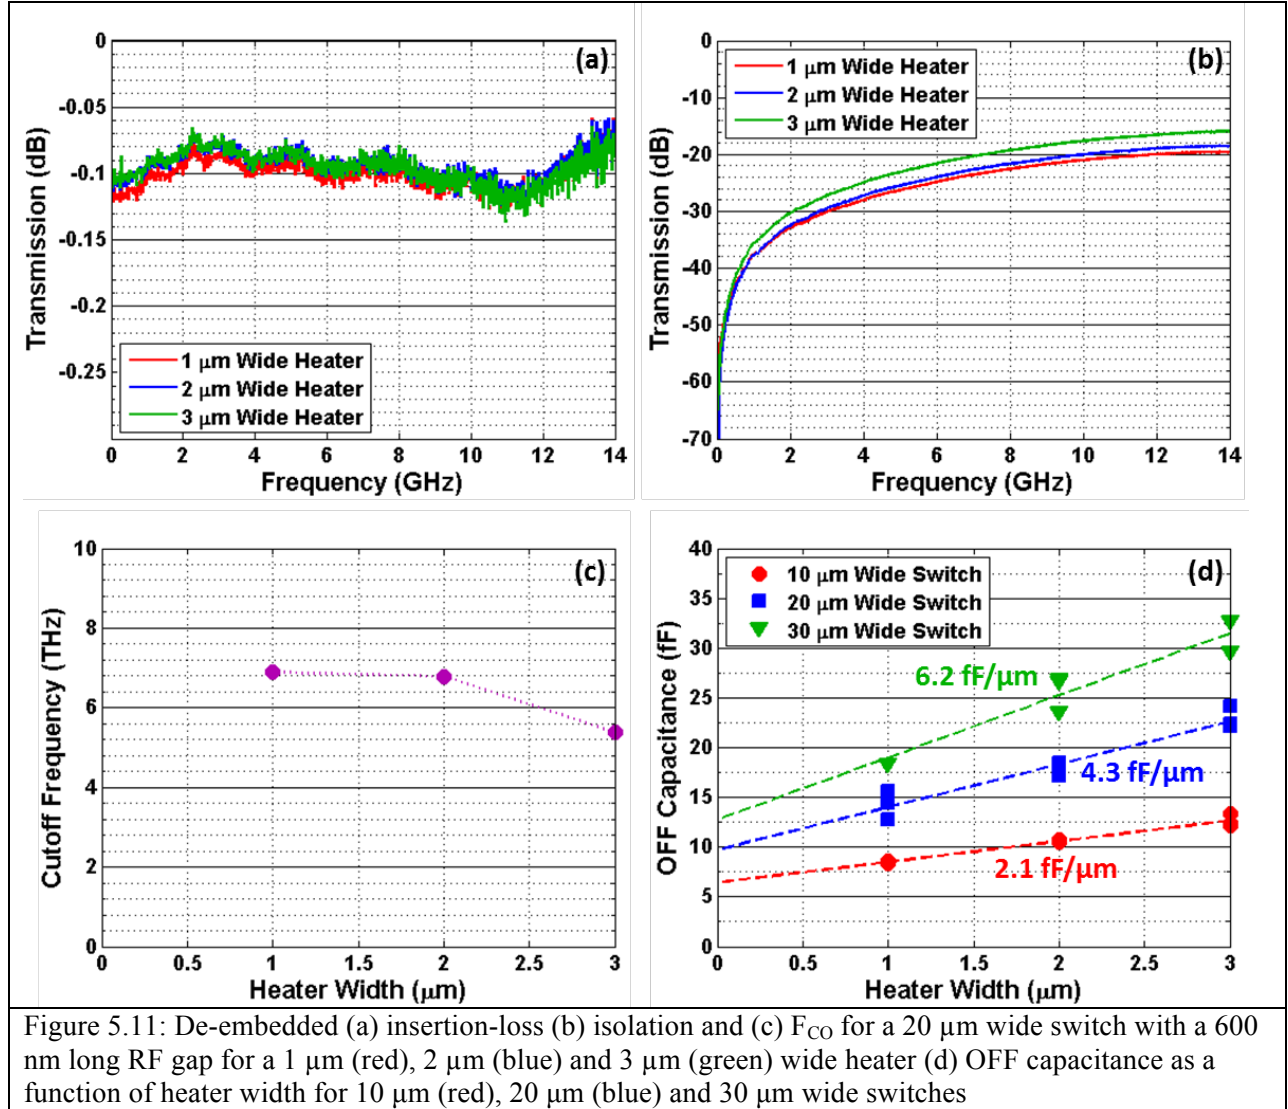 (a)
0
-0.05
-0.1
-0.15
-0.2
-0.25
Transmission (dB)
1 μm Wide Heater
2 μm Wide Heater
3 μm Wide Heater
0 2 4 6 8 10 12 14
Frequency (GHz)
(b)
0
-10
-20
-30
-40
-50
-60
-70
Transmission (dB)
1 μm Wide Heater
2 μm Wide Heater
3 μm Wide Heater
2 4 6 8 10 12 14
Frequency (GHz)
(c)
10
8
6
4
2
0
Cutoff Frequency (THz)
0 0.5 1 1.5 2 2.5 3
Heater Width (μm)
(d)
40
35
30
25
20
15
10
5
0
OFF Capacitance (fF)
10 μm Wide Switch
20 μm Wide Switch
30 μm Wide Switch
6.2 fF/μm
4.3 fF/μm
2.1 fF/μm
0 0.5 1 1.5 2 2.5 3
Heater Width (μm)
Figure 5.11: De-embedded (a) insertion-loss (b) isolation and (c) FCO for a 20 μm wide switch with a 600
nm long RF gap for a 1 μm (red), 2 μm (blue) and 3 μm (green) wide heater (d) OFF capacitance as a
function of heater width for 10 μm (red), 20 μm (blue) and 30 μm wide switches